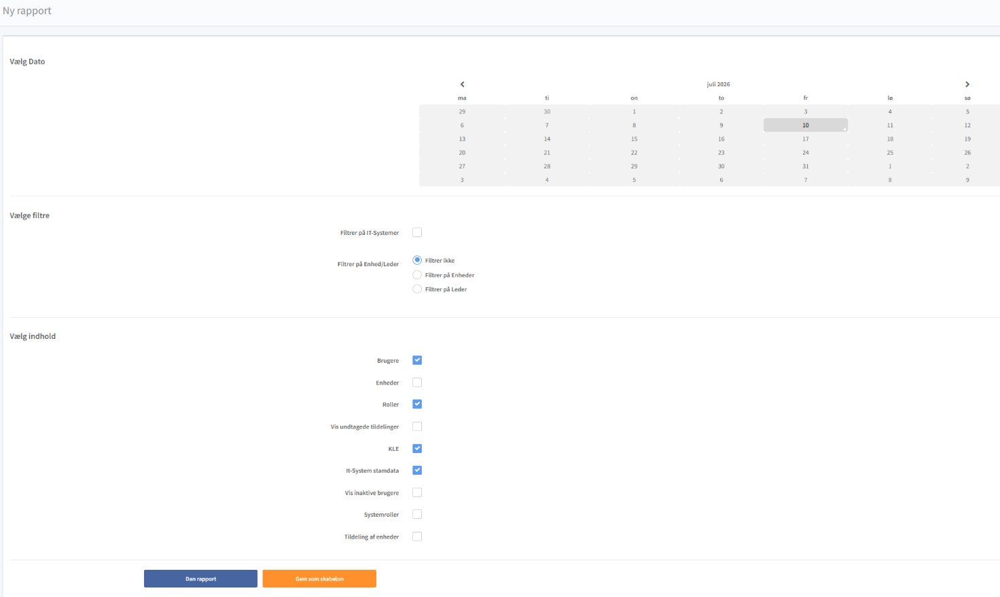 Ny rapport
Vælg Dato
juli 2026
ma ti on to fr lø sø
29 30 1 2 3 4 5
6 7 8 9 10 11 12
13 14 15 16 17 18 19
20 21 22 23 24 25 26
27 28 29 30 31 1 2
3 4 5 6 7 8 9
Vælge filtre
Filtrer på IT-Systemer
Filtrer på Enhed/Leder
Filtrer ikke
Filtrer på Enheder
Filtrer på Leder
Vælg indhold
Brugere
Enheder
Roller
Vis undtagede tildelinger
KLE
It-System stamdata
Vis inaktive brugere
Systemroller
Tildeling af enheder
Dan rapport Gem som skabelon